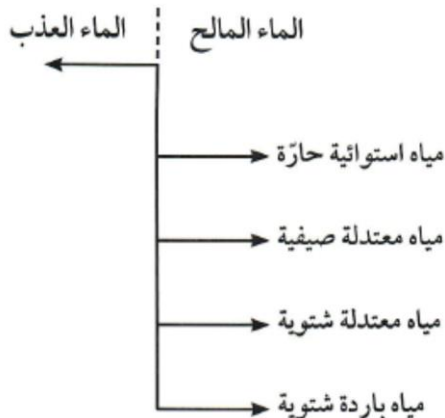 الماء المالح
الماء العذب
مياه استوائية حارّة
مياه معتدلة صيفية
مياه معتدلة شتوية
مياه باردة شتوية